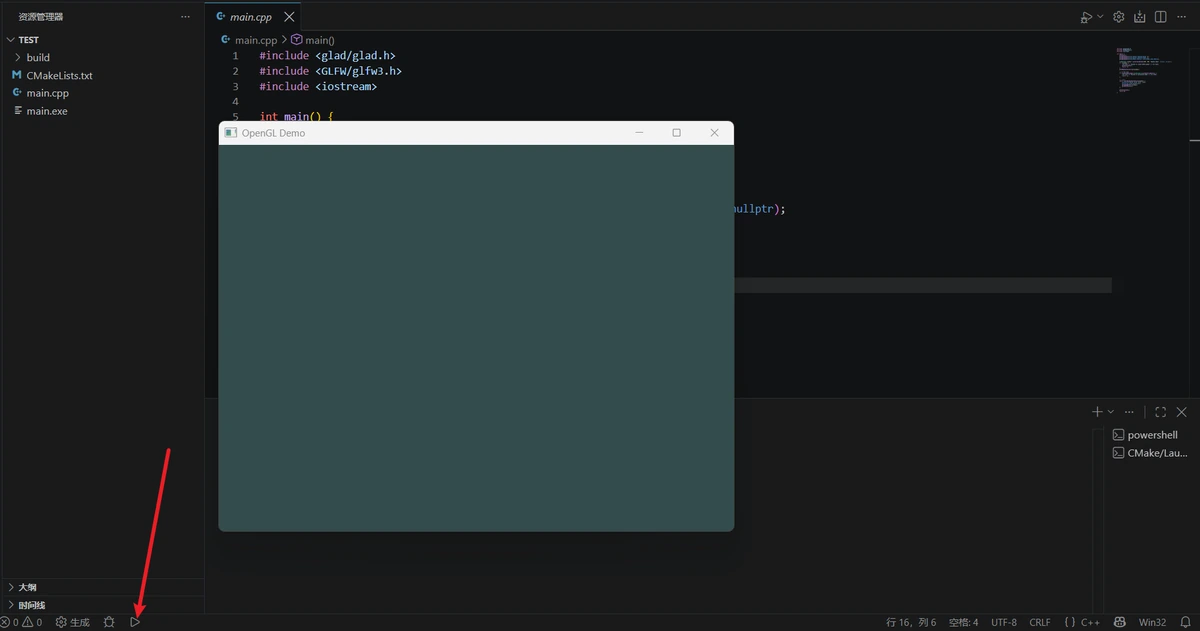 资源管理器 ···
main.cpp
TEST
build
CMakeLists.txt
main.cpp
main.exe
main.cpp > main()
1 #include <glad/glad.h>
2 #include <GLFW/glfw3.h>
3 #include <iostream>
4
5 int main() {
OpenGL Demo
nullptr);
powershell
CMake/Lau...
大纲
时间线
0 0 生成
行 16，列 6 空格: 4 UTF-8 CRLF { } C++ Win32